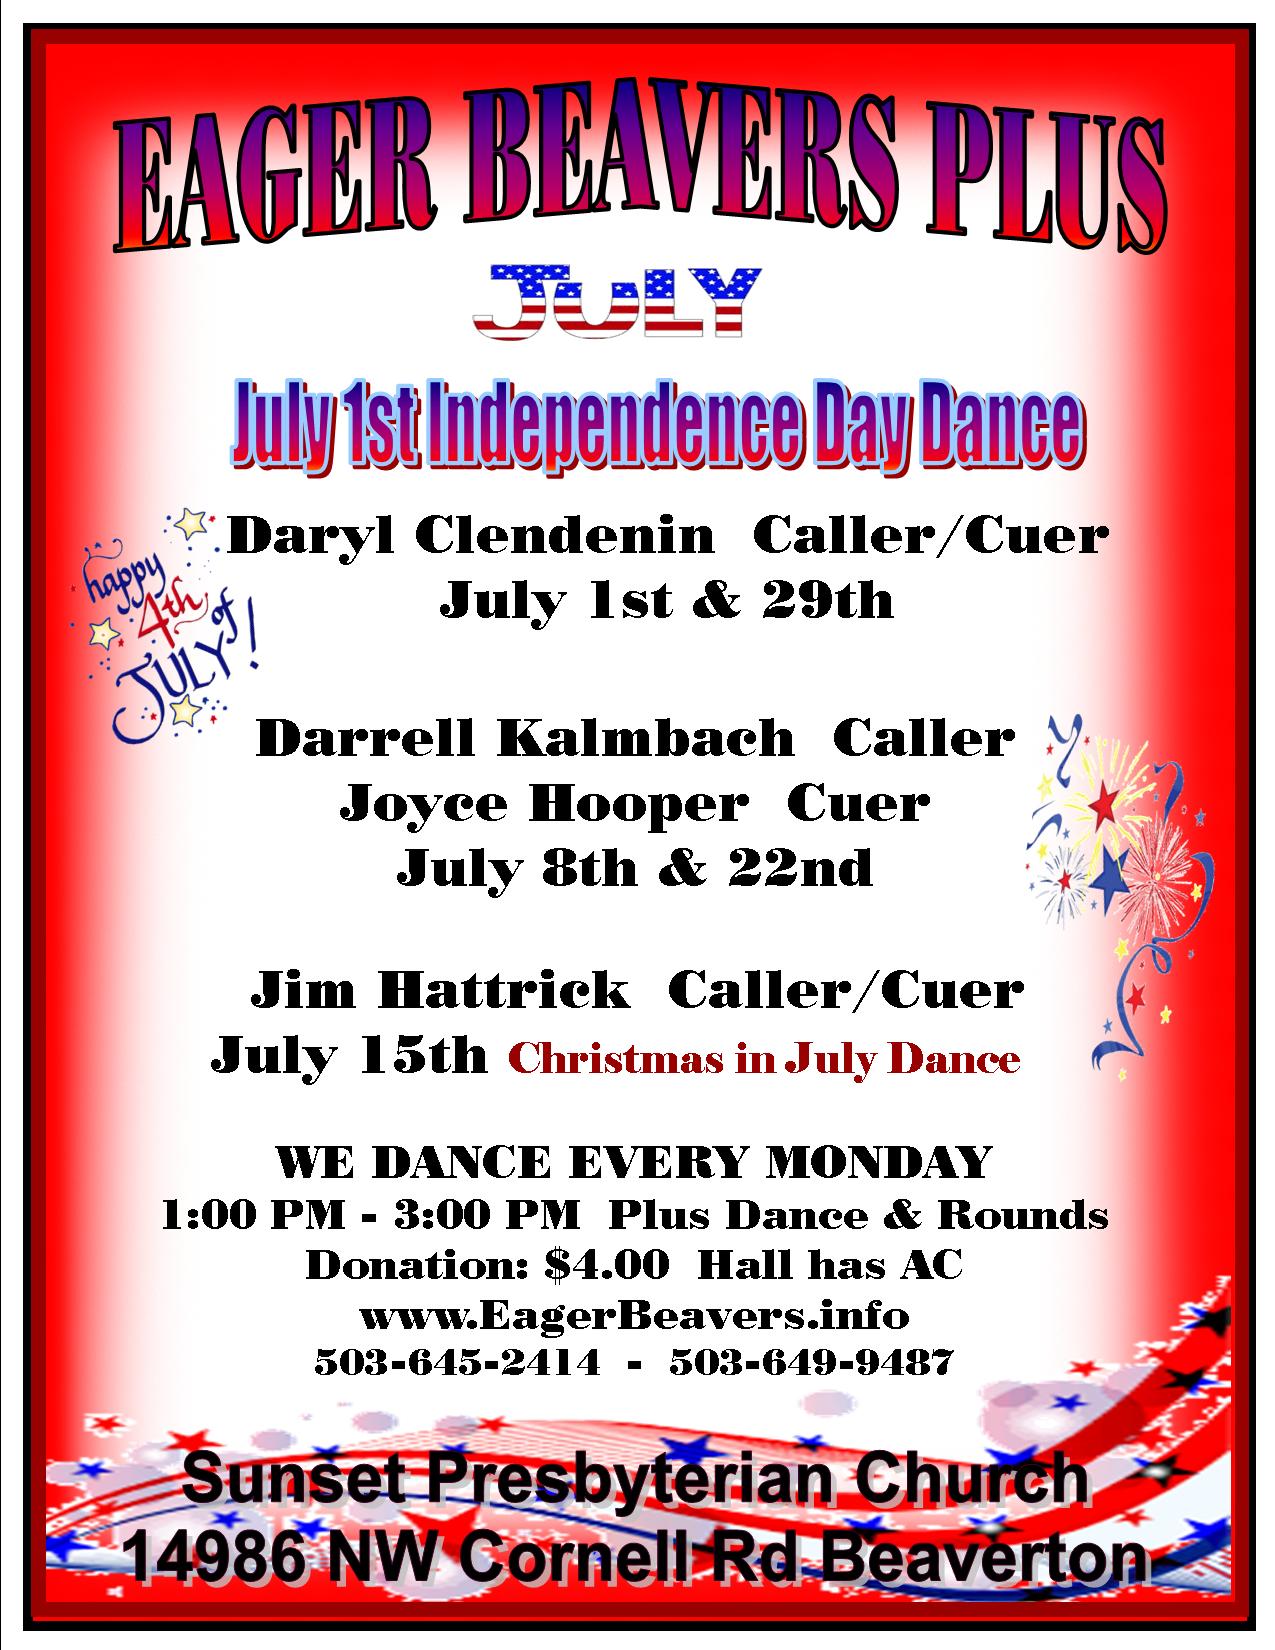 EAGER BEAVERS PLUS
JULY
July 1st Independence Day Dance
happy
4th of
JULY!
Daryl Clendenin  Caller/Cuer
July 1st & 29th
Darrell Kalmbach  Caller
Joyce Hooper  Cuer
July 8th & 22nd
Jim Hattrick  Caller/Cuer
July 15th Christmas in July Dance
WE DANCE EVERY MONDAY
1:00 PM - 3:00 PM  Plus Dance & Rounds
Donation: $4.00  Hall has AC
www.EagerBeavers.info
503-645-2414  -  503-649-9487
Sunset Presbyterian Church
14986 NW Cornell Rd Beaverton